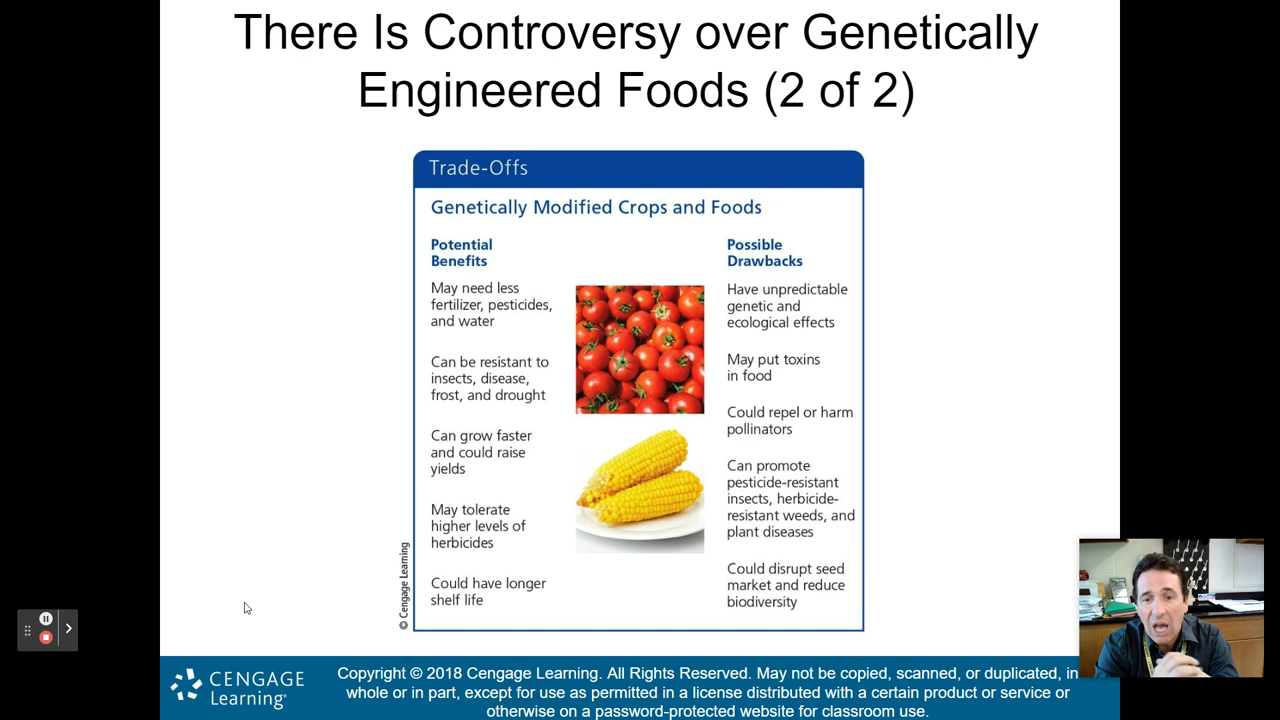 There Is Controversy over Genetically
Engineered Foods (2 of 2)
Trade-Offs
Genetically Modified Crops and Foods
Potential
Benefits
May need less
fertilizer, pesticides,
and water
Can be resistant to
insects, disease,
frost, and drought
Can grow faster
and could raise
yields
May tolerate
higher levels of
herbicides
Could have longer
shelf life
Possible
Drawbacks
Have unpredictable
genetic and
ecological effects
May put toxins
in food
Could repel or harm
pollinators
Can promote
pesticide-resistant
insects, herbicide-
resistant weeds, and
plant diseases
Could disrupt seed
market and reduce
biodiversity
© Cengage Learning
CENGAGE
Learning®
Copyright © 2018 Cengage Learning. All Rights Reserved. May not be copied, scanned, or duplicated, in
whole or in part, except for use as permitted in a license distributed with a certain product or service or
otherwise on a password-protected website for classroom use.